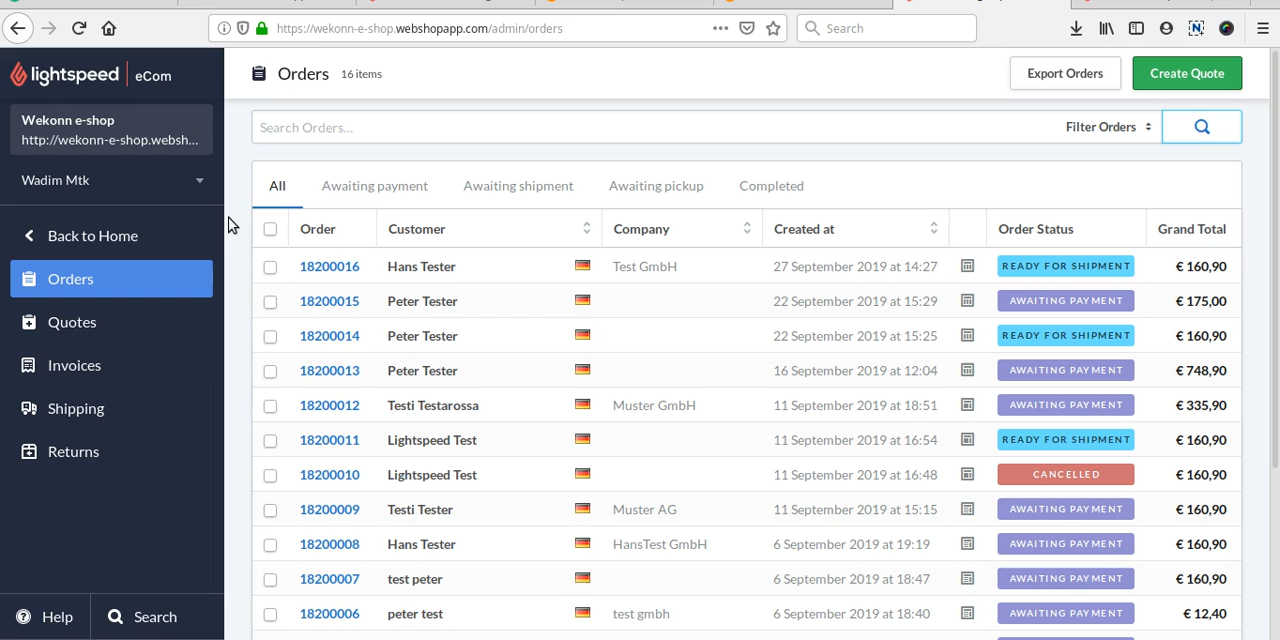 https://wekonn-e-shop.webshopapp.com/admin/orders
Search
lightspeed eCom
Orders 16 items
Export Orders
Create Quote
Wekonn e-shop
http://wekonn-e-shop.websh...
Search Orders...
Filter Orders
Wadim Mtk
All Awaiting payment Awaiting shipment Awaiting pickup Completed
Back to Home
Orders
Quotes
Invoices
Shipping
Returns
Help
Search
Order Customer Company Created at Order Status Grand Total
18200016 Hans Tester Test GmbH 27 September 2019 at 14:27 READY FOR SHIPMENT € 160,90
18200015 Peter Tester 22 September 2019 at 15:29 AWAITING PAYMENT € 175,00
18200014 Peter Tester 22 September 2019 at 15:25 READY FOR SHIPMENT € 160,90
18200013 Peter Tester 16 September 2019 at 12:04 AWAITING PAYMENT € 748,90
18200012 Testi Testarossa Muster GmbH 11 September 2019 at 18:51 AWAITING PAYMENT € 335,90
18200011 Lightspeed Test 11 September 2019 at 16:54 READY FOR SHIPMENT € 160,90
18200010 Lightspeed Test 11 September 2019 at 16:48 CANCELLED € 160,90
18200009 Testi Tester Muster AG 11 September 2019 at 15:15 AWAITING PAYMENT € 160,90
18200008 Hans Tester HansTest GmbH 6 September 2019 at 19:19 AWAITING PAYMENT € 160,90
18200007 test peter 6 September 2019 at 18:47 AWAITING PAYMENT € 160,90
18200006 peter test test gmbh 6 September 2019 at 18:40 AWAITING PAYMENT € 12,40